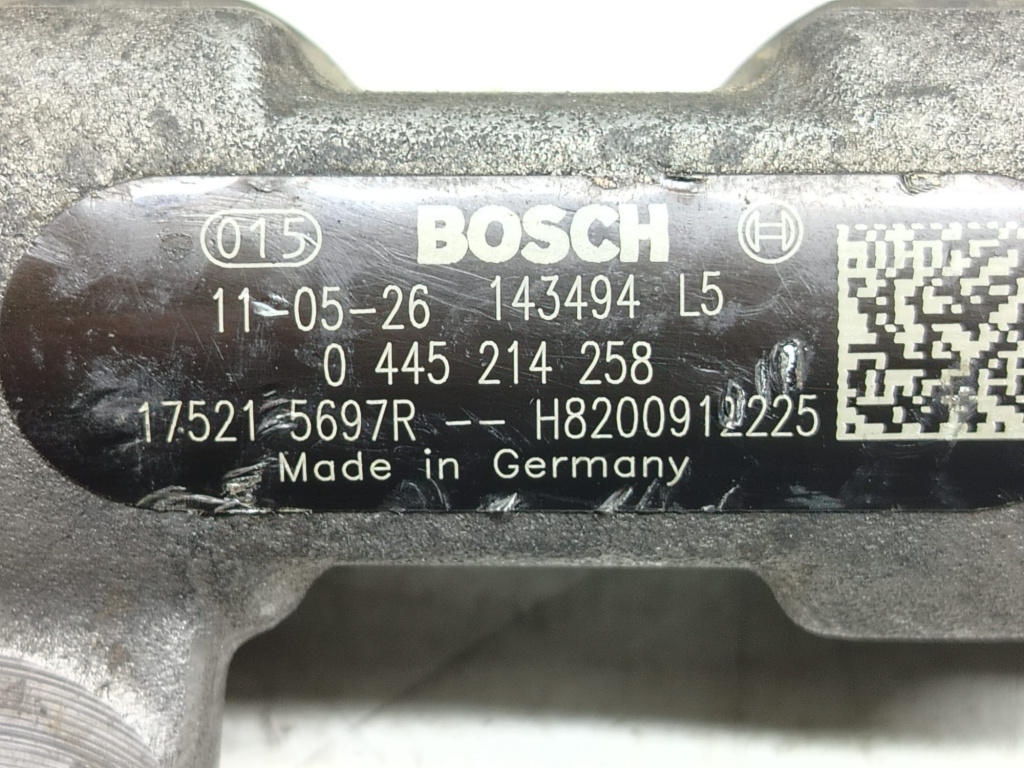 015 BOSCH H
11-05-26 143494 L5
0 445 214 258
17521 5697R -- H8200912225
Made in Germany